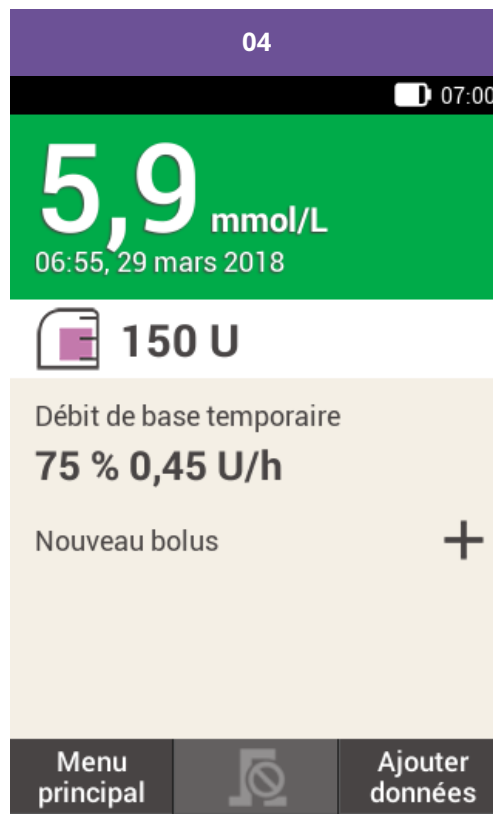 04
07:00
5,9 mmol/L
06:55, 29 mars 2018
150 U
Débit de base temporaire
75 % 0,45 U/h
Nouveau bolus
Menu
principal
Ajouter
données